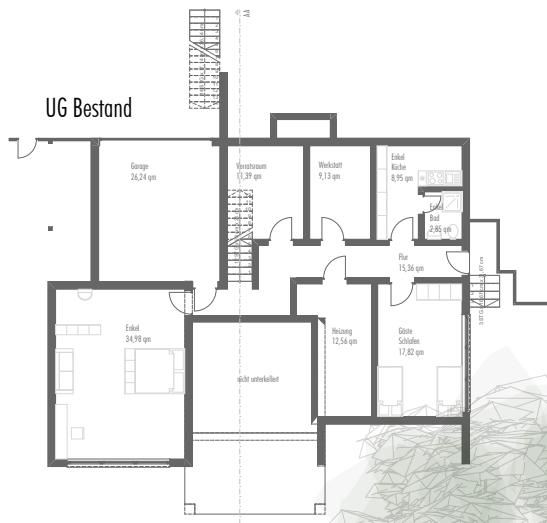 UG Bestand
AA
Garage
26,24 qm
Vorratsraum
11,39 qm
Werkstatt
9,13 qm
Enkel
Küche
8,95 qm
Enkel
Bad
2,85 qm
Flur
15,36 qm
Enkel
34,98 qm
nicht unterkellert
Heizung
12,56 qm
Gäste
Schlafen
17,82 qm